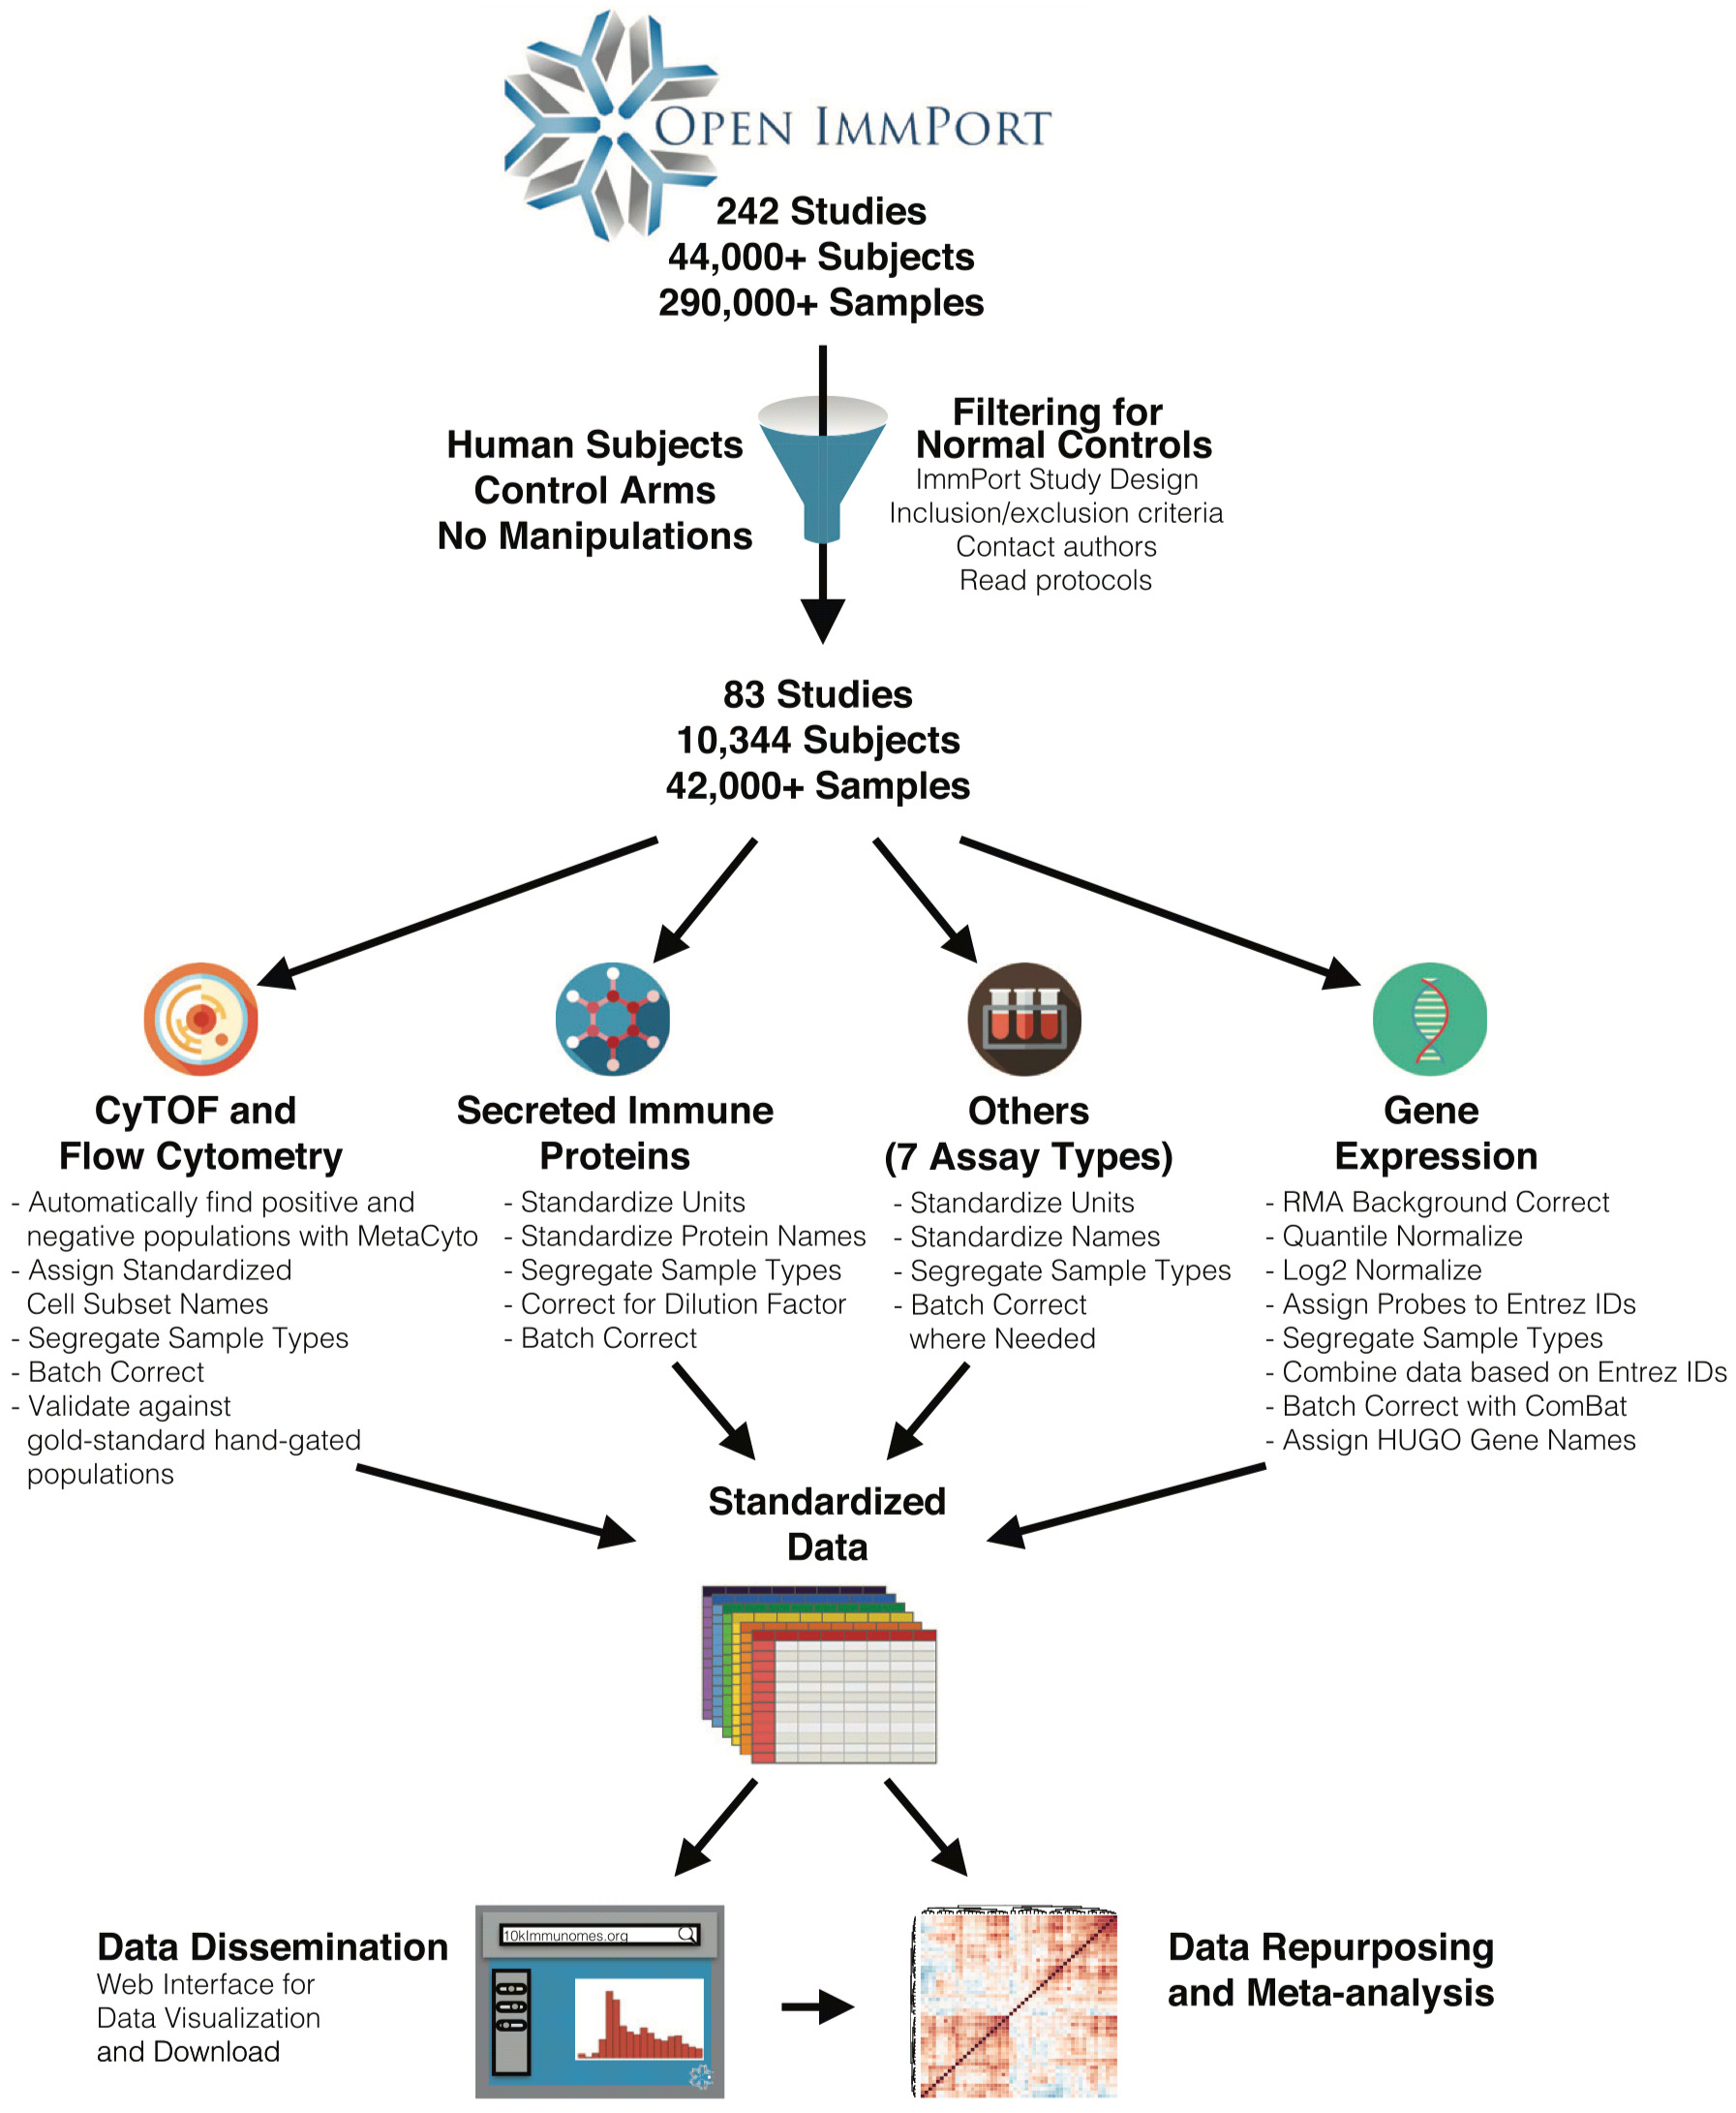 OPEN IMMPORT
242 Studies
44,000+ Subjects
290,000+ Samples
Human Subjects
Control Arms
No Manipulations
Filtering for
Normal Controls
ImmPort Study Design
Inclusion/exclusion criteria
Contact authors
Read protocols
83 Studies
10,344 Subjects
42,000+ Samples
CyTOF and
Flow Cytometry
- Automatically find positive and
negative populations with MetaCyto
- Assign Standardized
Cell Subset Names
- Segregate Sample Types
- Batch Correct
- Validate against
gold-standard hand-gated
populations
Secreted Immune
Proteins
- Standardize Units
- Standardize Protein Names
- Segregate Sample Types
- Correct for Dilution Factor
- Batch Correct
Others
(7 Assay Types)
- Standardize Units
- Standardize Names
- Segregate Sample Types
- Batch Correct
where Needed
Gene
Expression
- RMA Background Correct
- Quantile Normalize
- Log2 Normalize
- Assign Probes to Entrez IDs
- Segregate Sample Types
- Combine data based on Entrez IDs
- Batch Correct with ComBat
- Assign HUGO Gene Names
Standardized
Data
Data Dissemination
Web Interface for
Data Visualization
and Download
10kImmunomes.org
Data Repurposing
and Meta-analysis